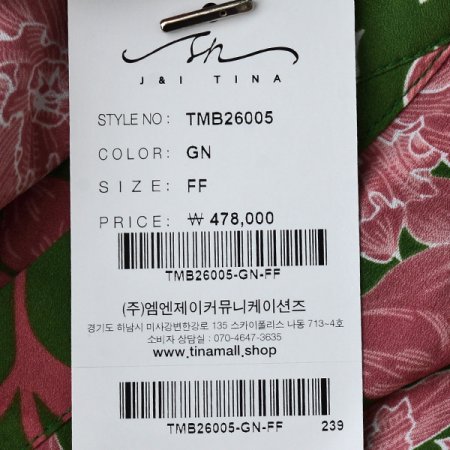 sn
J & I TINA
STYLE NO : TMB26005
COLOR: GN
SIZE: FF
PRICE: ₩ 478,000
TMB26005-GN-FF
(주)엠엔제이커뮤니케이션즈
경기도 하남시 미사강변한강로 135 스카이폴리스 나동 713~4호
소비자 상담실 : 070-4647-3635
www.tinamall.shop
TMB26005-GN-FF 239